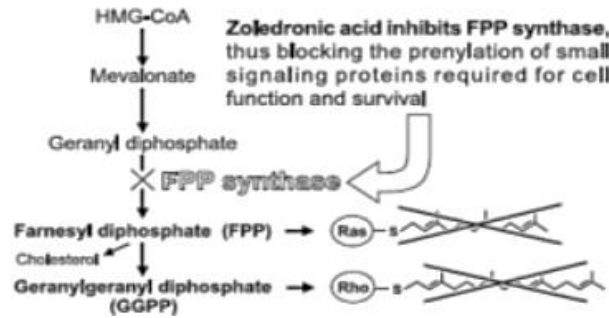 HMG-CoA
Zoledronic acid inhibits FPP synthase,
thus blocking the prenylation of small
signaling proteins required for cell
function and survival
Mevalonate
Geranyl diphosphate
FPP synthase
Farnesyl diphosphate (FPP)
Ras
s
Cholesterol
Geranylgeranyl diphosphate
(GGPP)
Rho
s